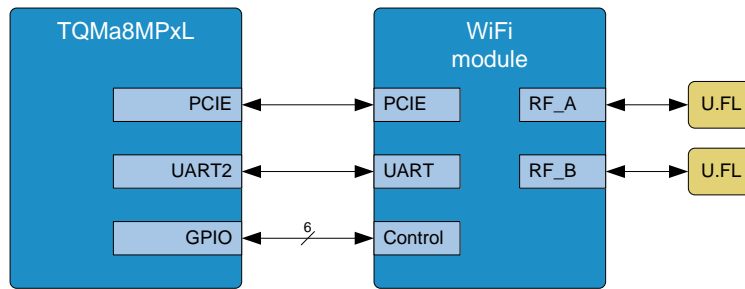 TQMa8MPxL
WiFi
module
PCIE
PCIE
RF_A
U.FL
UART2
UART
RF_B
U.FL
GPIO
6
Control